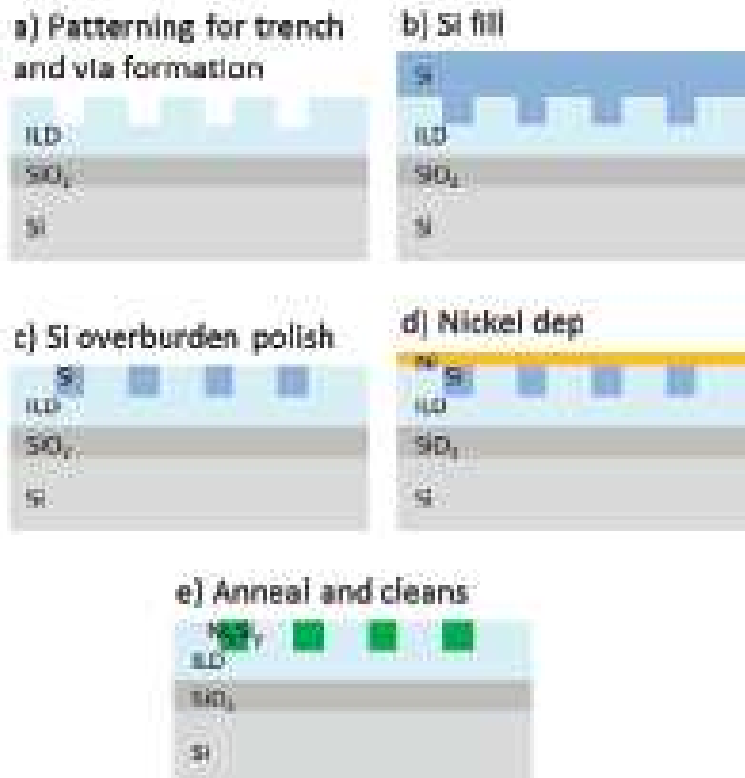 a) Patterning for trench
and via formation
ILD
SiO₂
Si
b) Si fill
Si
ILD
SiO₂
Si
c) Si overburden polish
Si
ILD
SiO₂
Si
d) Nickel dep
Ni
Si
ILD
SiO₂
Si
e) Anneal and cleans
ILD
SiO₂
Si